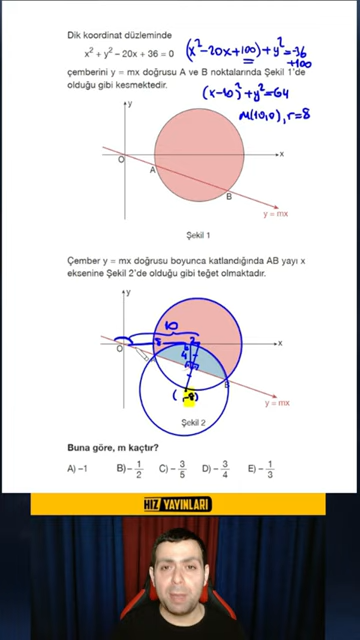 Dik koordinat düzleminde
x² + y² – 20x + 36 = 0
(x²-20x+100)+y²=-36
+100
çemberini y = mx doğrusu A ve B noktalarında Şekil 1'de
olduğu gibi kesmektedir.
(x-10)²+y²=64
M(10,0), r=8
y
O
A
x
B
y = mx
Şekil 1
Çember y = mx doğrusu boyunca katlandığında AB yayı x
eksenine Şekil 2'de olduğu gibi teğet olmaktadır.
y
10
8
2
4
O
x
B
( , -8)
y = mx
Şekil 2
Buna göre, m kaçtır?
A) –1 B) – 1/2 C) – 3/5 D) – 3/4 E) – 1/3
HIZ YAYINLARI